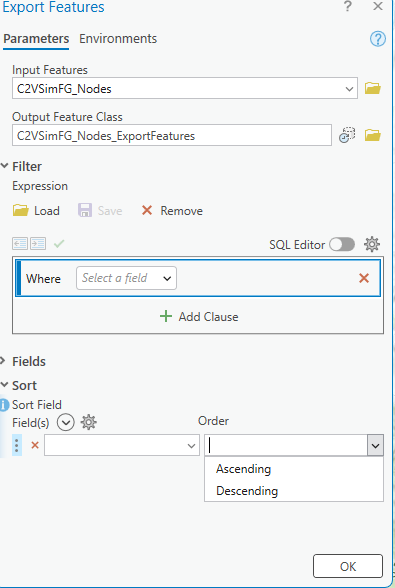 Export Features ? ×
Parameters Environments ?
Input Features
C2VSimFG_Nodes
Output Feature Class
C2VSimFG_Nodes_ExportFeatures
Filter
Expression
Load Save Remove
SQL Editor
Where Select a field
Add Clause
Fields
Sort
Sort Field
Field(s) Order
Ascending
Descending
OK